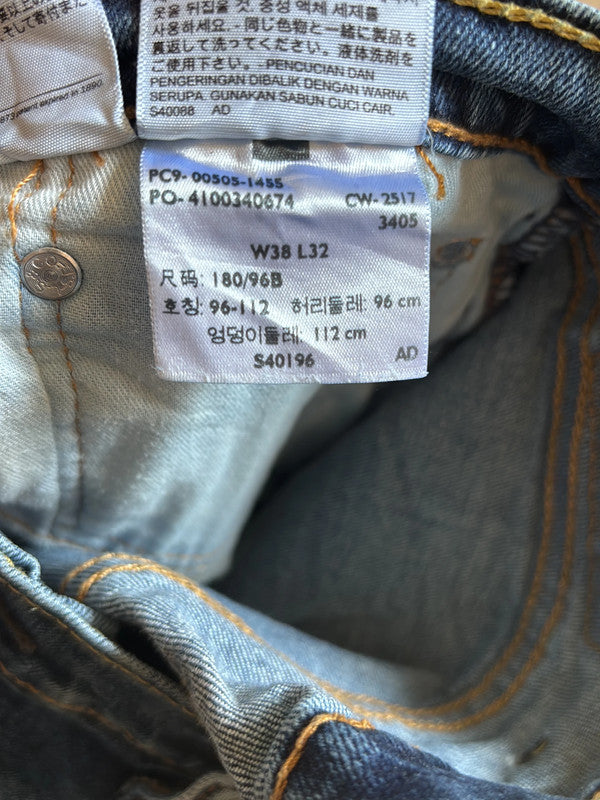 옷을 뒤집을 것. 중성 액체 세제를
사용하세요. 同じ色物と一緒に製品を
裏返して洗ってください。液体洗剤を
ご使用下さい。 PENCUCIAN DAN
PENGERINGAN DIBALIK DENGAN WARNA
SERUPA. GUNAKAN SABUN CUCI CAIR.
S40088 AD
PC9- 00505-1455
PO- 4100340674 CW- 2517
3405
W38 L32
尺码: 180/96B
호칭: 96-112 허리둘레: 96 cm
엉덩이둘레: 112 cm
S40196 AD